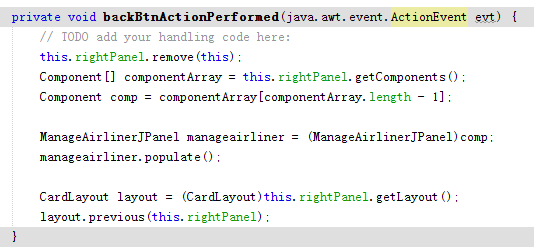 private void backBtnActionPerformed(java.awt.event.ActionEvent evt) {
// TODO add your handling code here:
this.rightPanel.remove(this);
Component[] componentArray = this.rightPanel.getComponents();
Component comp = componentArray[componentArray.length - 1];
ManageAirlinerJPanel manageairliner = (ManageAirlinerJPanel)comp;
manageairliner.populate();
CardLayout layout = (CardLayout)this.rightPanel.getLayout();
layout.previous(this.rightPanel);
}